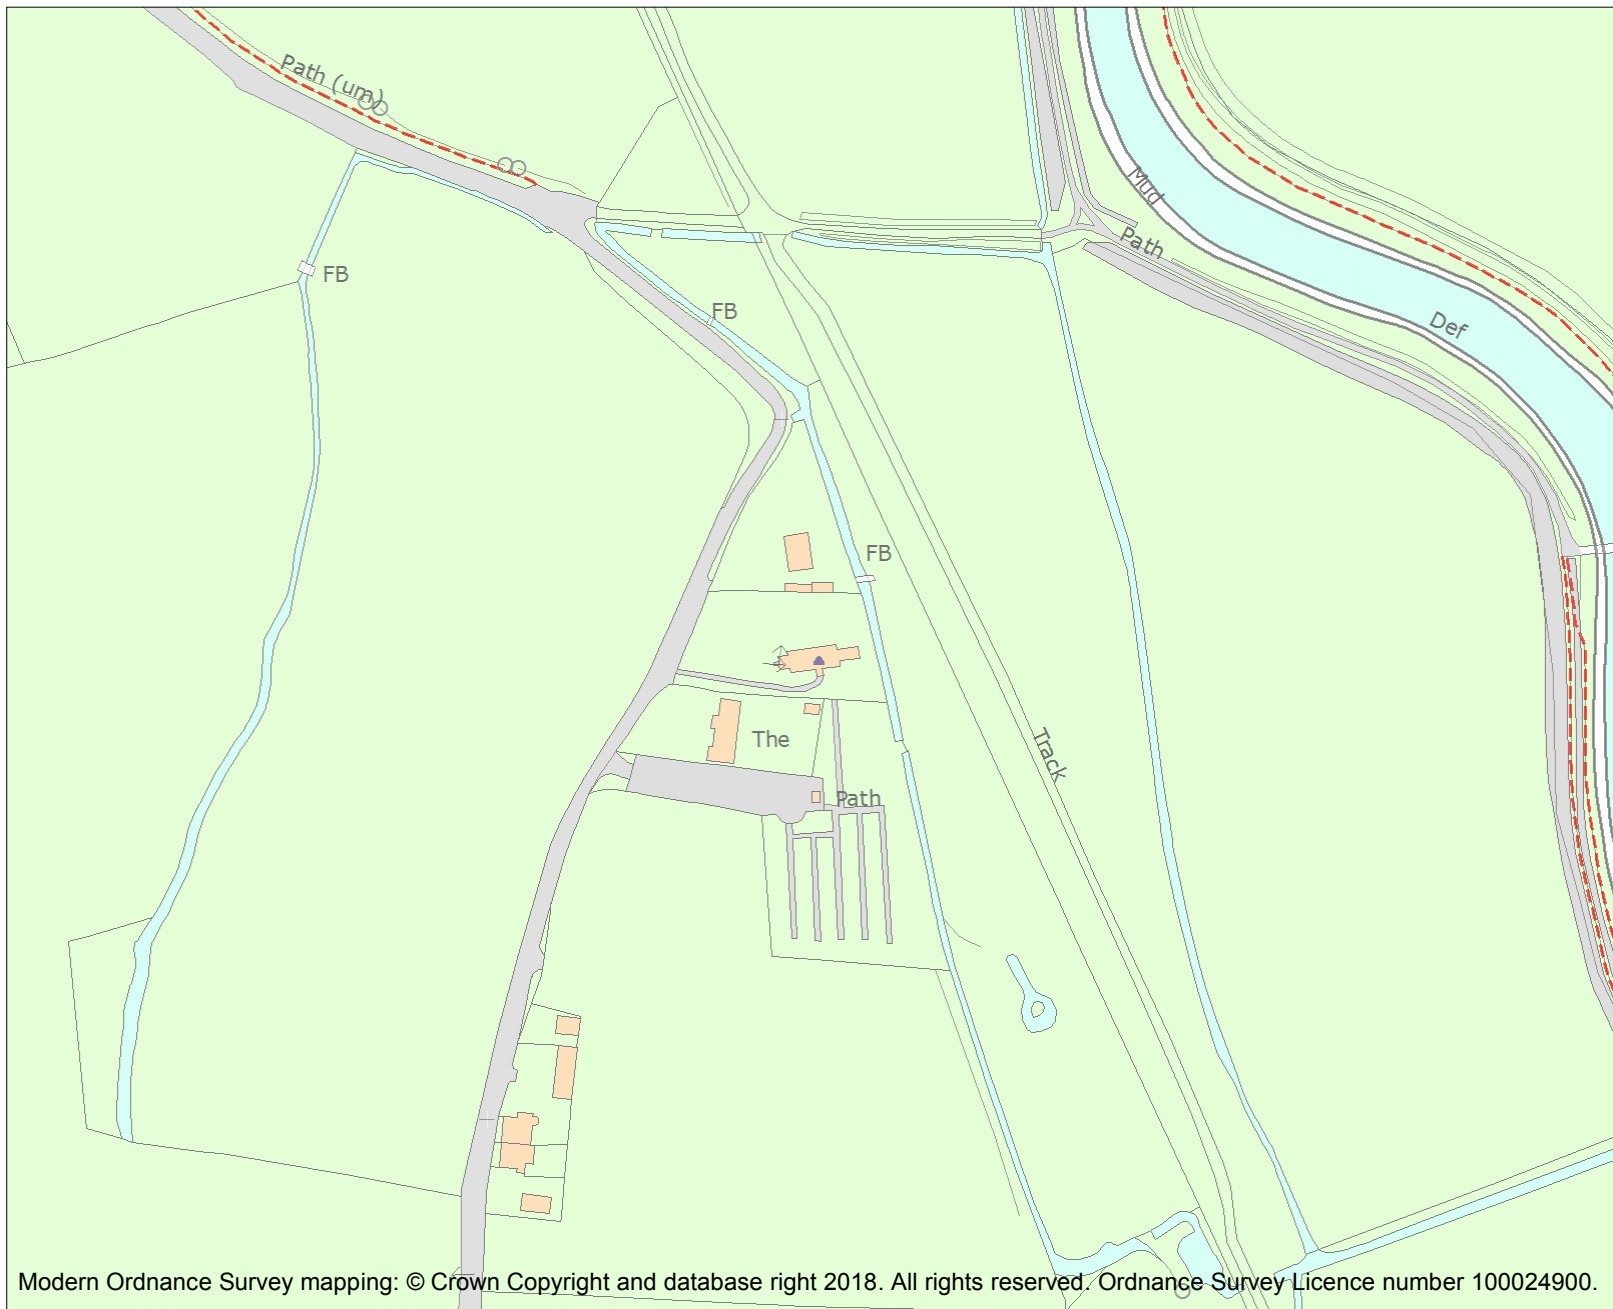 Path (um)
Mud
Path
FB
FB
Def
FB
The
Track
Path
Modern Ordnance Survey mapping: © Crown Copyright and database right 2018. All rights reserved. Ordnance Survey Licence number 100024900.